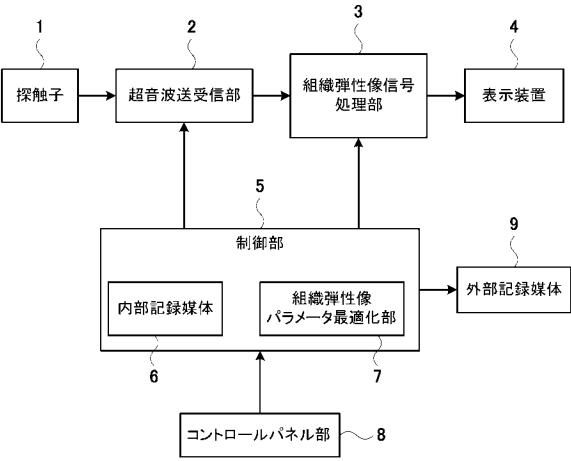 1
2
3
4
探触子
超音波送受信部
組織弾性像信号
処理部
表示装置
5
制御部
9
内部記録媒体
組織弾性像
パラメータ最適化部
外部記録媒体
6
7
コントロールパネル部
8